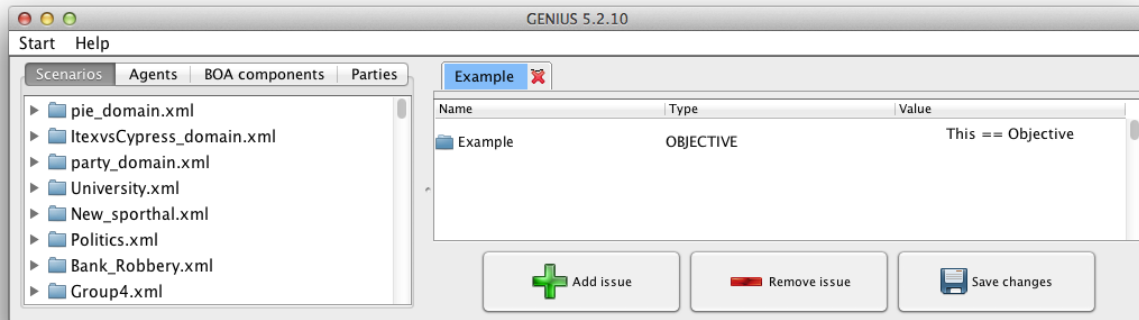 GENIUS 5.2.10
Start Help
Scenarios Agents BOA components Parties
pie_domain.xml
ItexvsCypress_domain.xml
party_domain.xml
University.xml
New_sporthal.xml
Politics.xml
Bank_Robbery.xml
Group4.xml
Example
Name Type Value
Example OBJECTIVE This == Objective
Add issue Remove issue Save changes